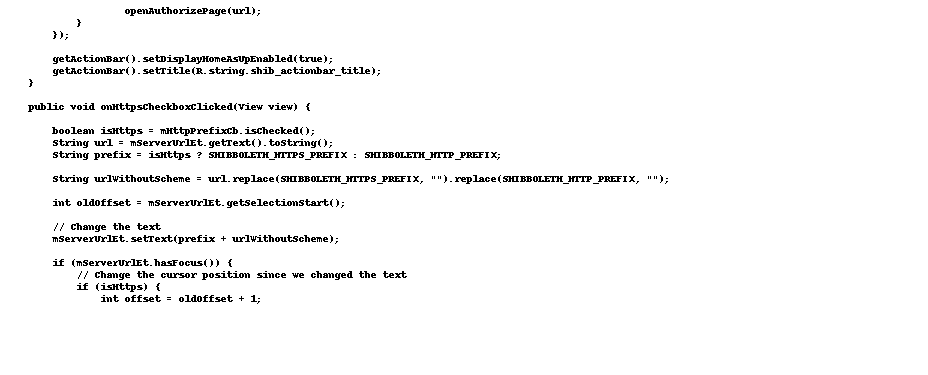 openAuthorizePage(url);
        }
    });

    getActionBar().setDisplayHomeAsUpEnabled(true);
    getActionBar().setTitle(R.string.shib_actionbar_title);
}

public void onHttpsCheckboxClicked(View view) {

    boolean isHttps = mHttpPrefixCb.isChecked();
    String url = mServerUrlEt.getText().toString();
    String prefix = isHttps ? SHIBBOLETH_HTTPS_PREFIX : SHIBBOLETH_HTTP_PREFIX;

    String urlWithoutScheme = url.replace(SHIBBOLETH_HTTPS_PREFIX, "").replace(SHIBBOLETH_HTTP_PREFIX, "");

    int oldOffset = mServerUrlEt.getSelectionStart();

    // Change the text
    mServerUrlEt.setText(prefix + urlWithoutScheme);

    if (mServerUrlEt.hasFocus()) {
        // Change the cursor position since we changed the text
        if (isHttps) {
            int offset = oldOffset + 1;